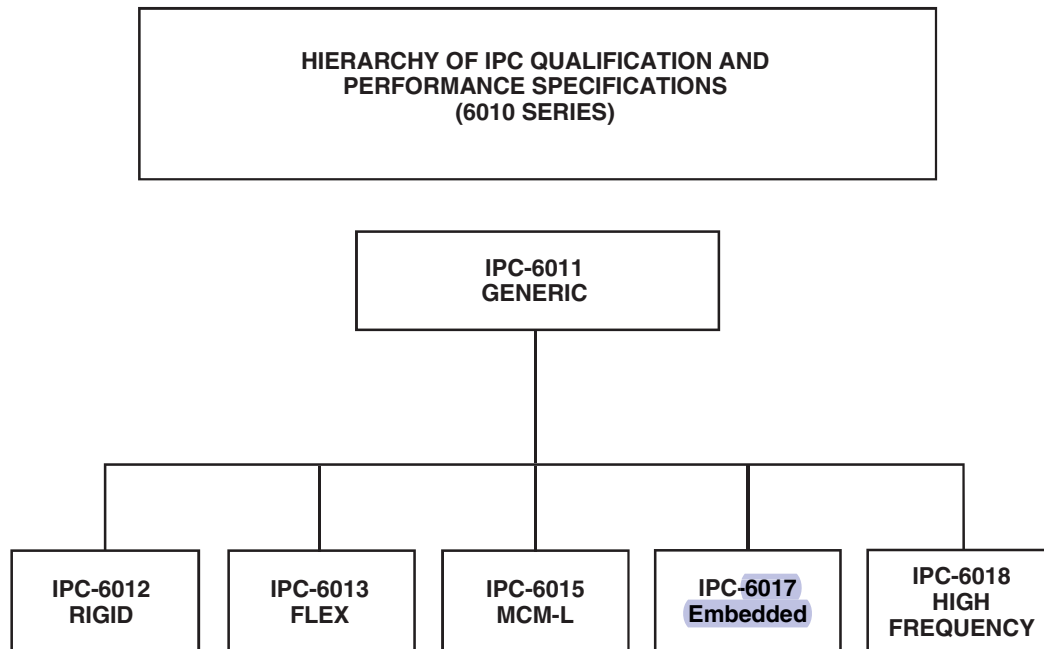 HIERARCHY OF IPC QUALIFICATION AND
PERFORMANCE SPECIFICATIONS
(6010 SERIES)
IPC-6011
GENERIC
IPC-6012
RIGID
IPC-6013
FLEX
IPC-6015
MCM-L
IPC-6017
Embedded
IPC-6018
HIGH
FREQUENCY